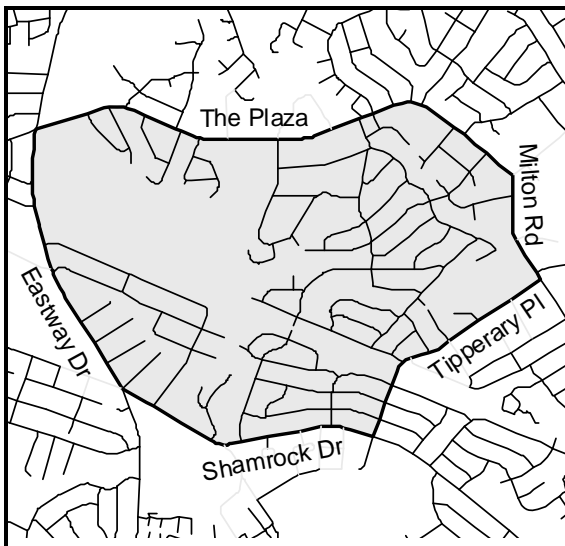 The Plaza
Milton Rd
Eastway Dr
Tipperary Pl
Shamrock Dr